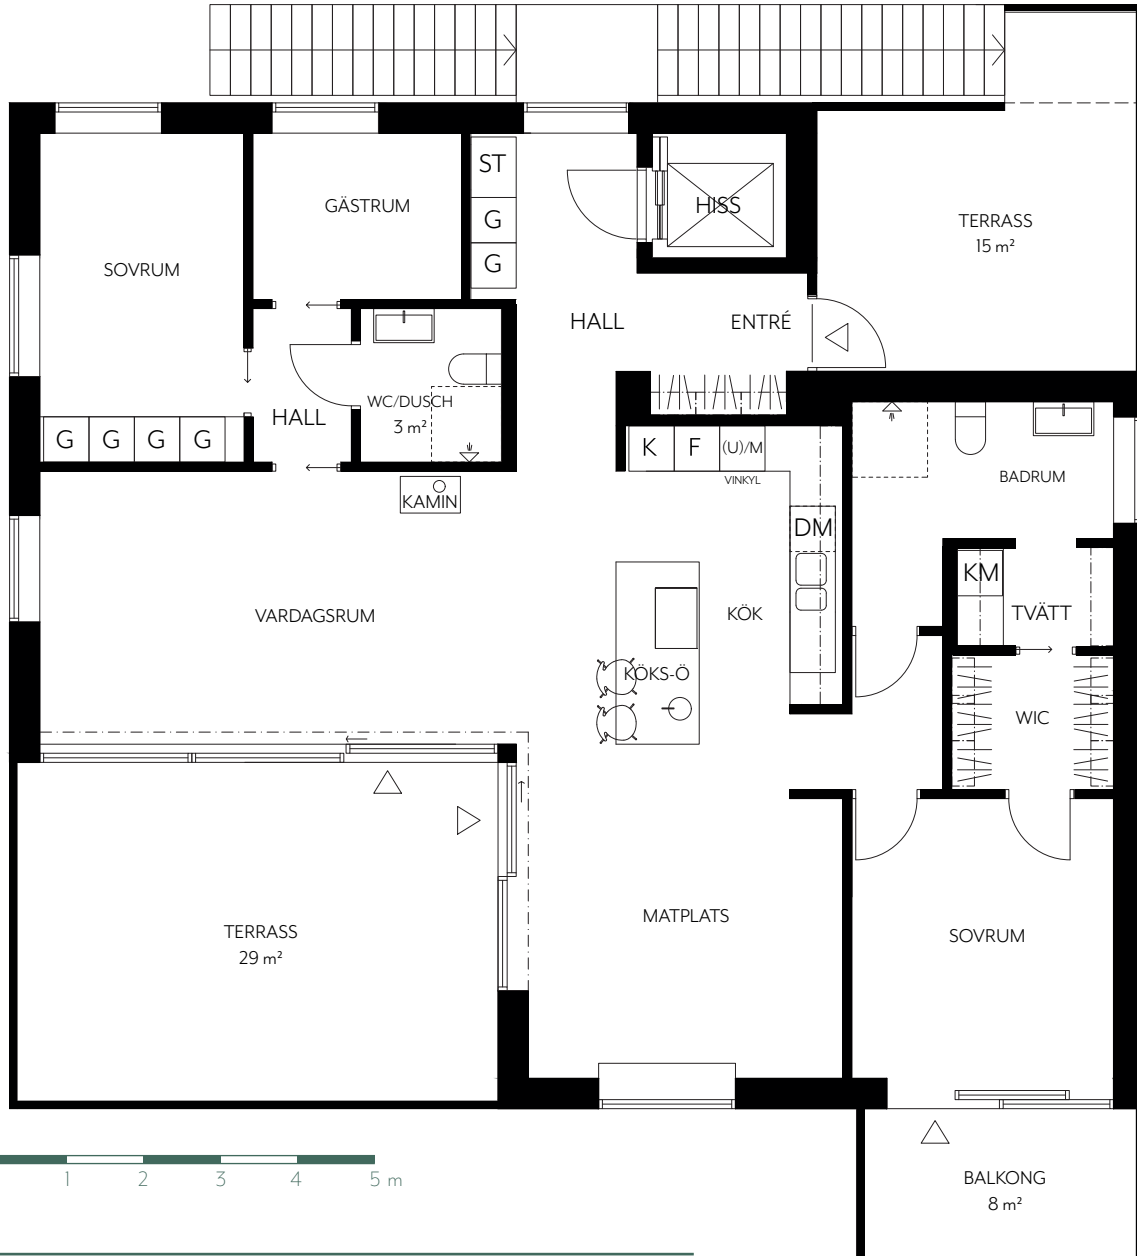 ST
GÄSTRUM
HISS
G
TERRASS
15 m²
SOVRUM
G
HALL
ENTRÉ
WC/DUSCH
3 m²
HALL
G G G G
K F (U)/M
VINKYL
BADRUM
KAMIN
DM
KM
TVÄTT
VARDAGSRUM
KÖK
KÖKS-Ö
WIC
MATPLATS
TERRASS
29 m²
SOVRUM
1 2 3 4 5 m
BALKONG
8 m²